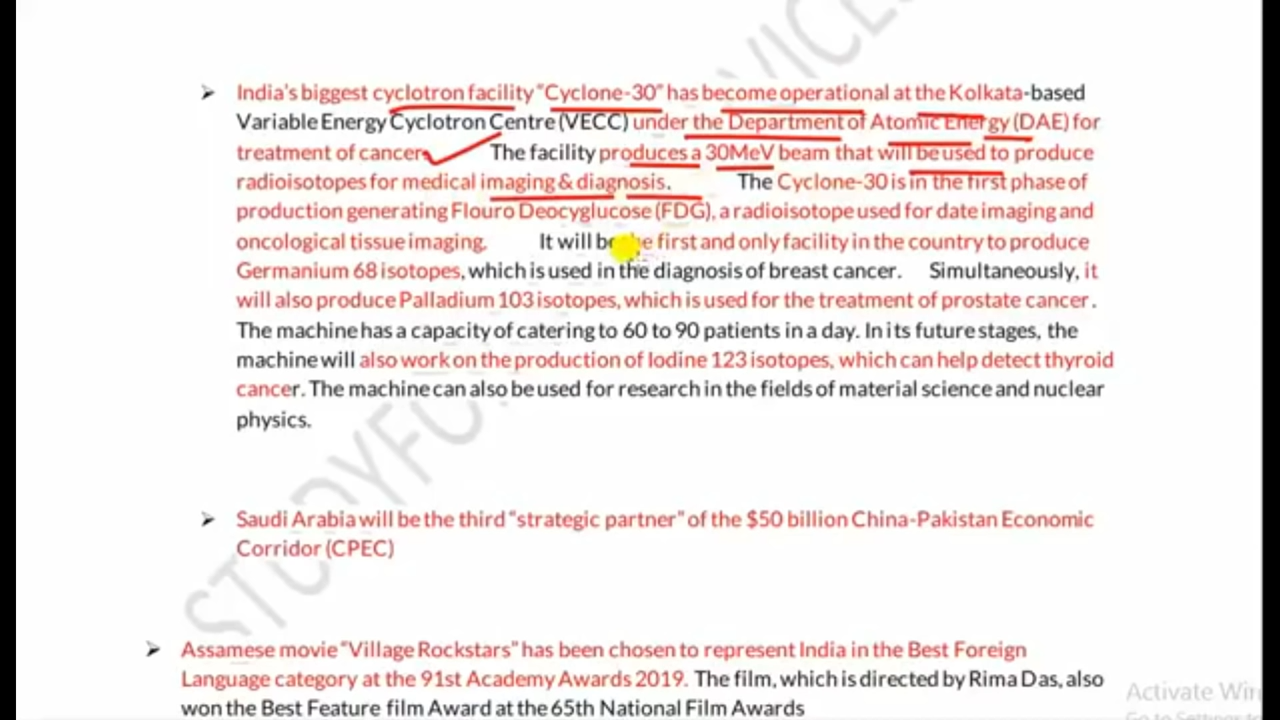 ➤ India's biggest cyclotron facility "Cyclone-30" has become operational at the Kolkata-based
Variable Energy Cyclotron Centre (VECC) under the Department of Atomic Energy (DAE) for
treatment of cancer. The facility produces a 30MeV beam that will be used to produce
radioisotopes for medical imaging & diagnosis. The Cyclone-30 is in the first phase of
production generating Flouro Deocyglucose (FDG), a radioisotope used for date imaging and
oncological tissue imaging. It will be the first and only facility in the country to produce
Germanium 68 isotopes, which is used in the diagnosis of breast cancer. Simultaneously, it
will also produce Palladium 103 isotopes, which is used for the treatment of prostate cancer.
The machine has a capacity of catering to 60 to 90 patients in a day. In its future stages, the
machine will also work on the production of Iodine 123 isotopes, which can help detect thyroid
cancer. The machine can also be used for research in the fields of material science and nuclear
physics.
➤ Saudi Arabia will be the third "strategic partner" of the $50 billion China-Pakistan Economic
Corridor (CPEC)
➤ Assamese movie "Village Rockstars" has been chosen to represent India in the Best Foreign
Language category at the 91st Academy Awards 2019. The film, which is directed by Rima Das, also
won the Best Feature film Award at the 65th National Film Awards
Activate Win